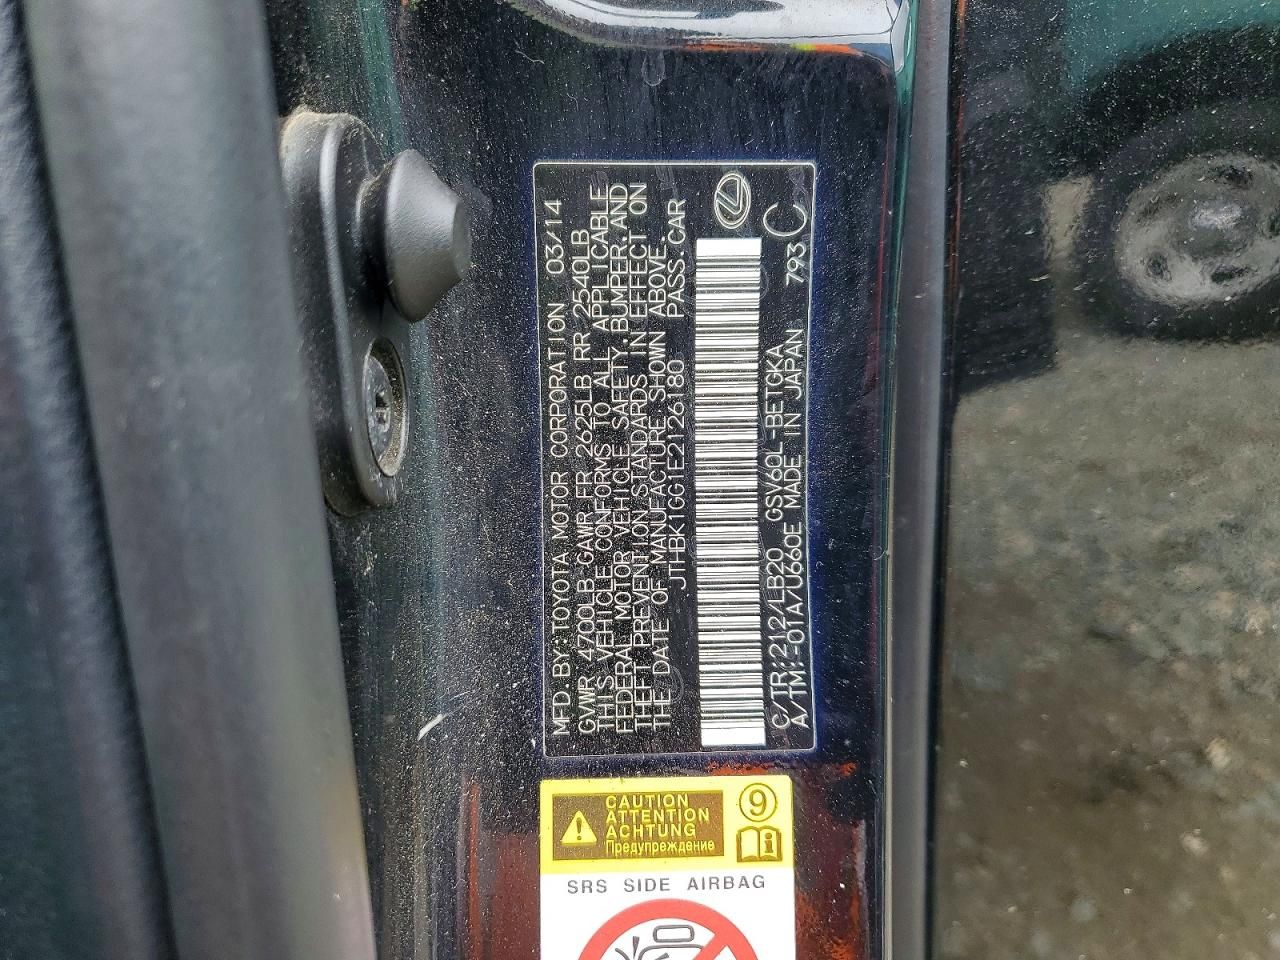 MFD. BY: TOYOTA MOTOR CORPORATION 03/14
GVWR 4700LB GAWR FR 2625LB RR 2540LB
THIS VEHICLE CONFORMS TO ALL APPLICABLE
FEDERAL MOTOR VEHICLE SAFETY, BUMPER, AND
THEFT PREVENTION STANDARDS IN EFFECT ON
THE DATE OF MANUFACTURE SHOWN ABOVE.
JTHBK1GG1E2126180 PASS. CAR
C/TR: 212/LB20 GSV60L-BETGKA
A/TM: -01A/U660E MADE IN JAPAN 793 C
CAUTION
ATTENTION
ACHTUNG
Предупреждение
9
i
SRS SIDE AIRBAG